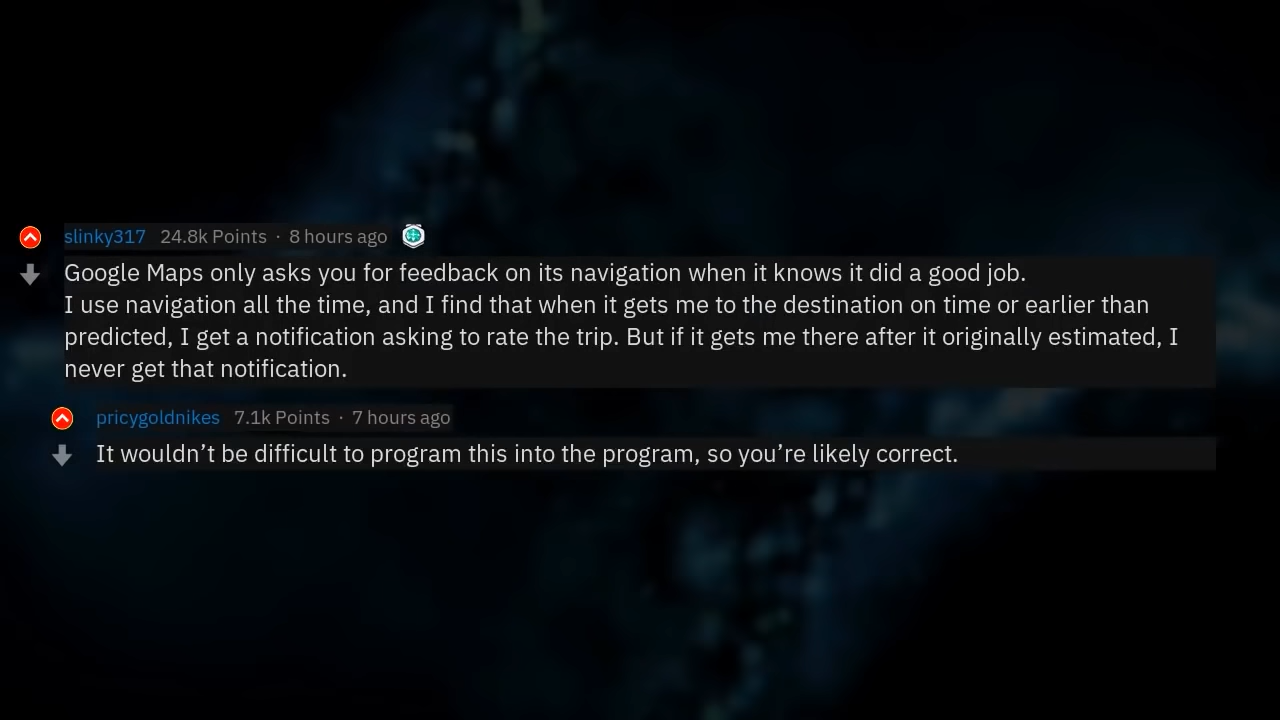 slinky317 24.8k Points · 8 hours ago
Google Maps only asks you for feedback on its navigation when it knows it did a good job.
I use navigation all the time, and I find that when it gets me to the destination on time or earlier than
predicted, I get a notification asking to rate the trip. But if it gets me there after it originally estimated, I
never get that notification.
pricygoldnikes 7.1k Points · 7 hours ago
It wouldn’t be difficult to program this into the program, so you’re likely correct.